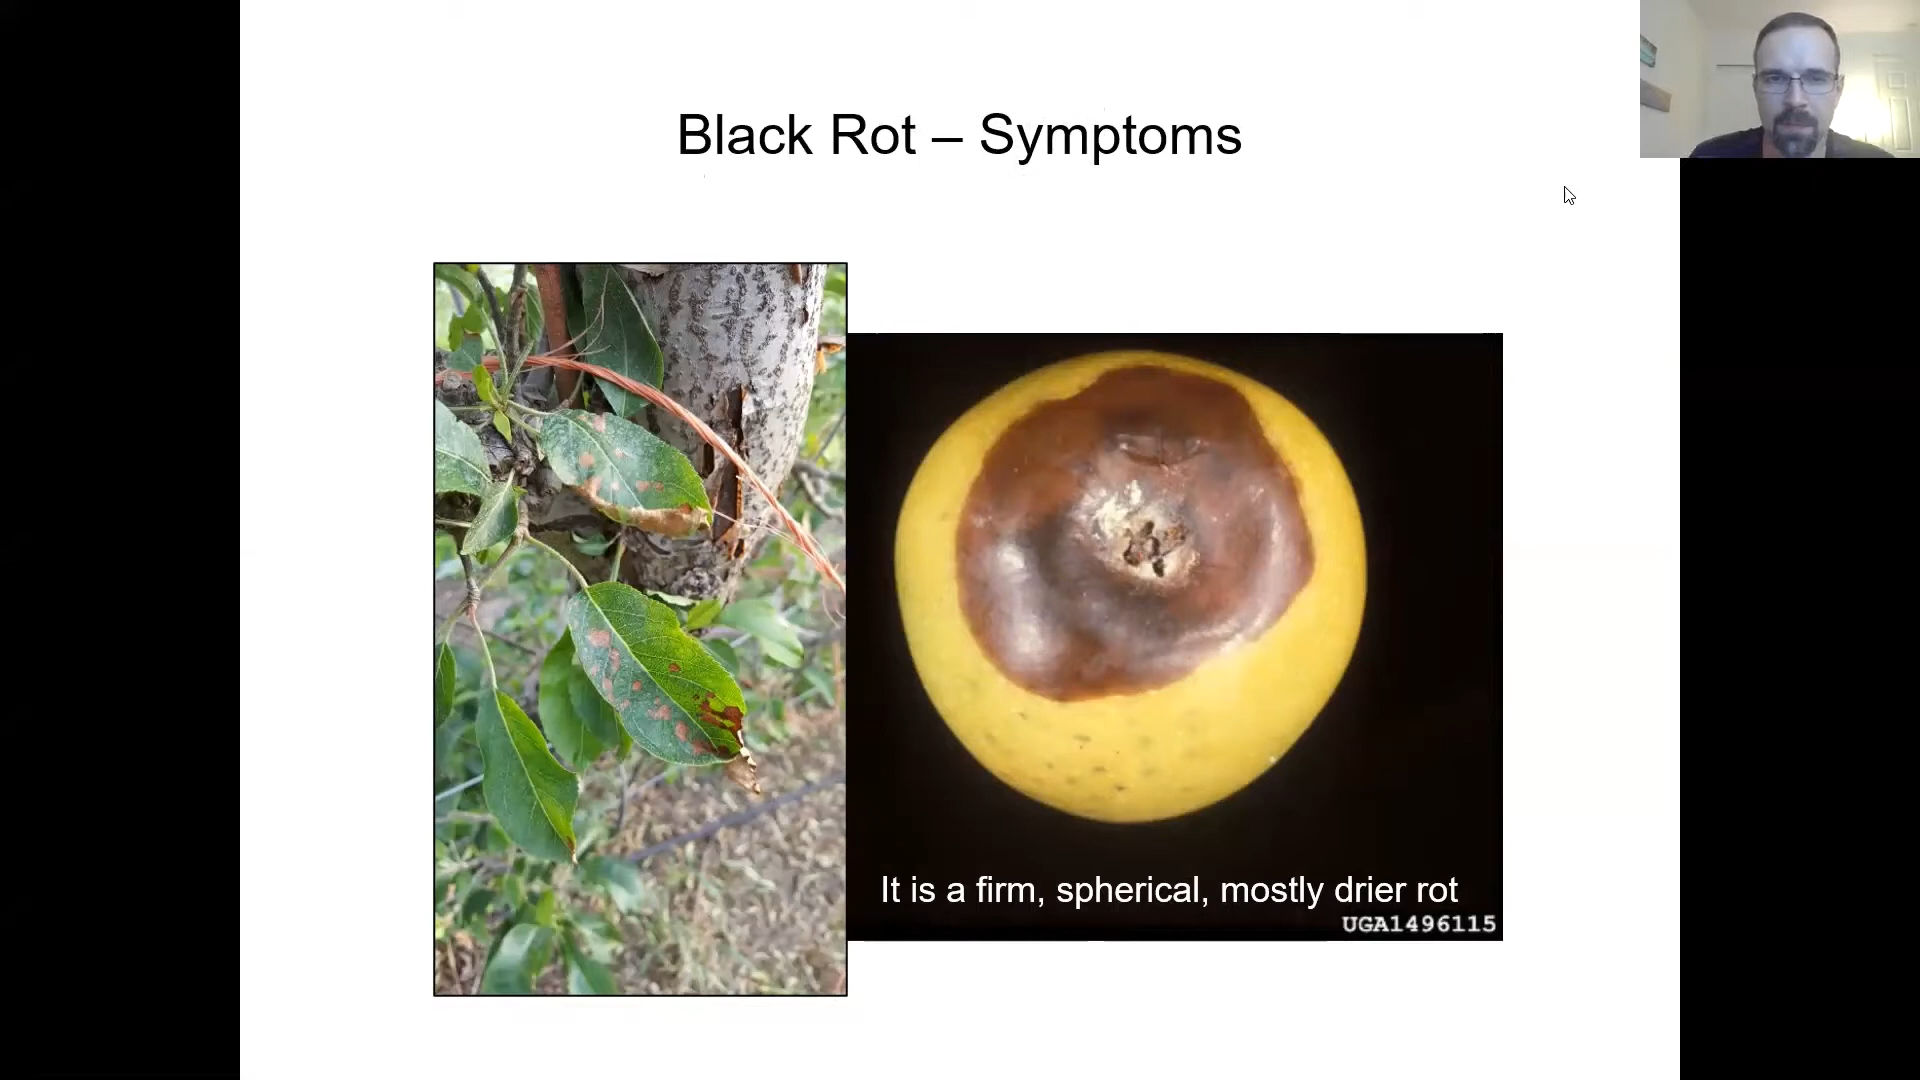 Black Rot – Symptoms
It is a firm, spherical, mostly drier rot
UGA1496115